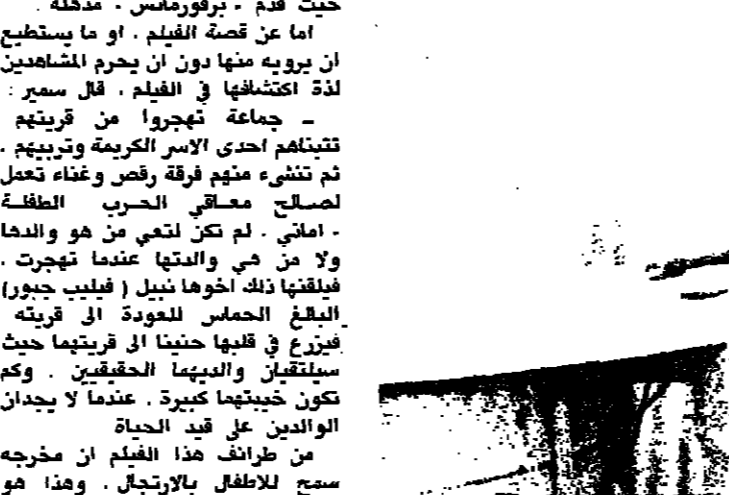 حيث قدم « برفورمانس » مذهلة .
اما عن قصة الفيلم ، او ما يستطيع
ان يرويه منها دون ان يحرم المشاهدين
لذة اكتشافها في الفيلم ، قال سمير :
ـ جماعة تهجروا من قريتهم
تتبناهم احدى الاسر الكريمة وتربيهم .
ثم تنشىء منهم فرقة رقص وغناء تعمل
لصالح معاقي الحرب الطفلة
- اماني . لم تكن لتعي من هو والدها
ولا من هي والدتها عندما تهجرت .
فيلقنها ذلك اخوها نبيل ( فيليب جبور)
البالغ الحماس للعودة الى قريته
فيزرع في قلبها حنينا الى قريتهما حيث
سيلتقيان والديهما الحقيقيين . وكم
تكون خيبتهما كبيرة . عندما لا يجدان
الوالدين على قيد الحياة
من طرائف هذا الفيلم ان مخرجه
سمح للاطفال بالارتجال . وهذا هو